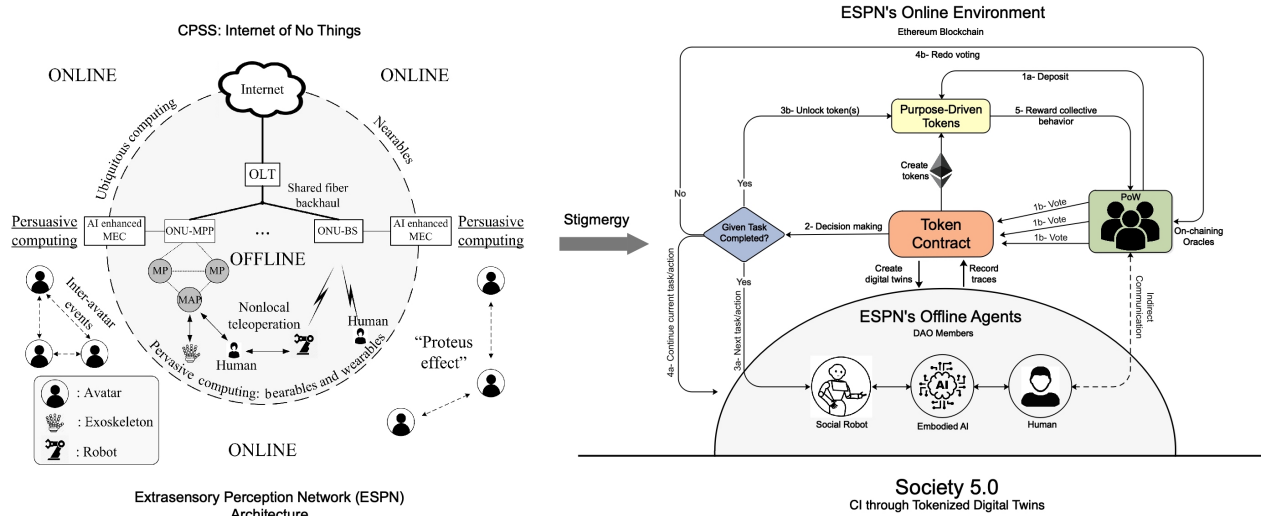 CPSS: Internet of No Things
ONLINE
ONLINE
Internet
Ubiquitous computing
Nearables
OLT
Shared fiber
backhaul
Persuasive
computing
AI enhanced
MEC
ONU-MPP
...
ONU-BS
AI enhanced
MEC
Persuasive
computing
OFFLINE
MP
MP
MAP
Nonlocal
teleoperation
Human
Human
Pervasive computing: bearables and wearables
Inter-avatar
events
"Proteus
effect"
: Avatar
: Exoskeleton
: Robot
ONLINE
Extrasensory Perception Network (ESPN)
Architecture
Stigmergy
ESPN's Online Environment
Ethereum Blockchain
4b- Redo voting
1a- Deposit
3b- Unlock token(s)
Purpose-Driven
Tokens
5- Reward collective
behavior
Create
tokens
No
Yes
PoW
1b- Vote
1b- Vote
1b- Vote
On-chaining
Oracles
Given Task
Completed?
2- Decision making
Token
Contract
Yes
Create
digital twins
Record
traces
4a- Continue current task/action
3a- Next task/action
Indirect
Communication
ESPN's Offline Agents
DAO Members
AI
Social Robot
Embodied AI
Human
Society 5.0
CI through Tokenized Digital Twins